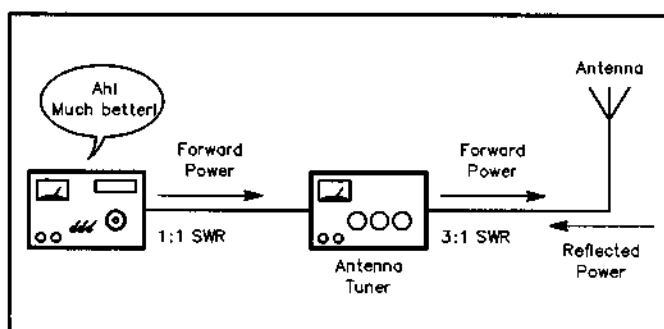 Ah!
Much better!
Antenna
Forward
Power
Forward
Power
1:1 SWR
3:1 SWR
Antenna
Tuner
Reflected
Power